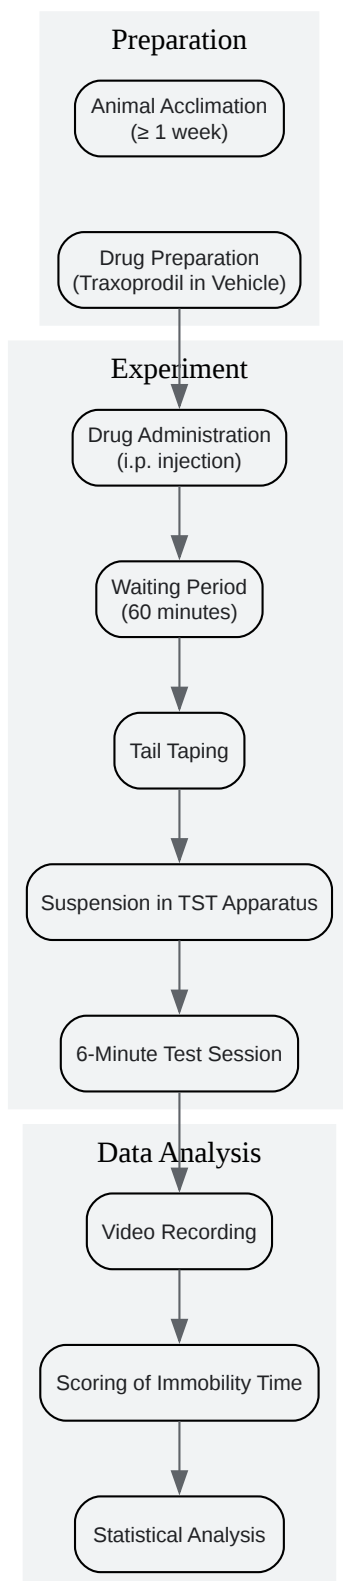 Preparation
Animal Acclimation
(≥ 1 week)
Drug Preparation
(Traxoprodil in Vehicle)
Experiment
Drug Administration
(i.p. injection)
Waiting Period
(60 minutes)
Tail Taping
Suspension in TST Apparatus
6-Minute Test Session
Data Analysis
Video Recording
Scoring of Immobility Time
Statistical Analysis